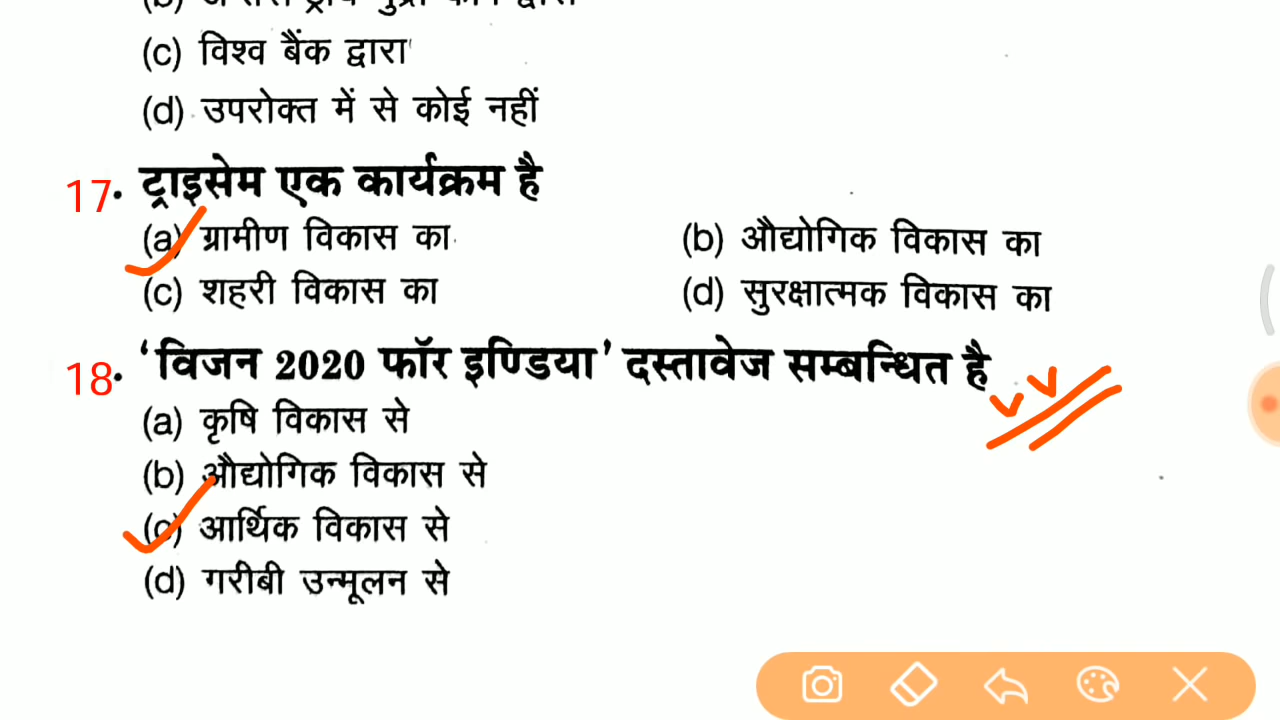 (c) विश्व बैंक द्वारा
(d) उपरोक्त में से कोई नहीं
17. ट्राइसेम एक कार्यक्रम है
(a) ग्रामीण विकास का (b) औद्योगिक विकास का
(c) शहरी विकास का (d) सुरक्षात्मक विकास का
18. ‘विजन 2020 फॉर इण्डिया’ दस्तावेज सम्बन्धित है
(a) कृषि विकास से
(b) औद्योगिक विकास से
(c) आर्थिक विकास से
(d) गरीबी उन्मूलन से